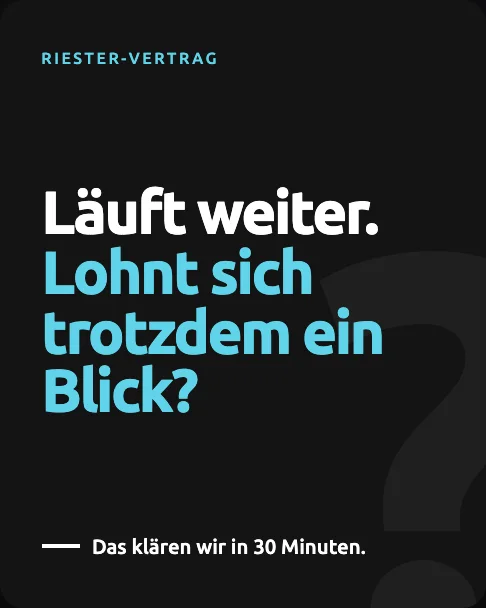 RIESTER-VERTRAG
Läuft weiter.
Lohnt sich
trotzdem ein
Blick?
Das klären wir in 30 Minuten.